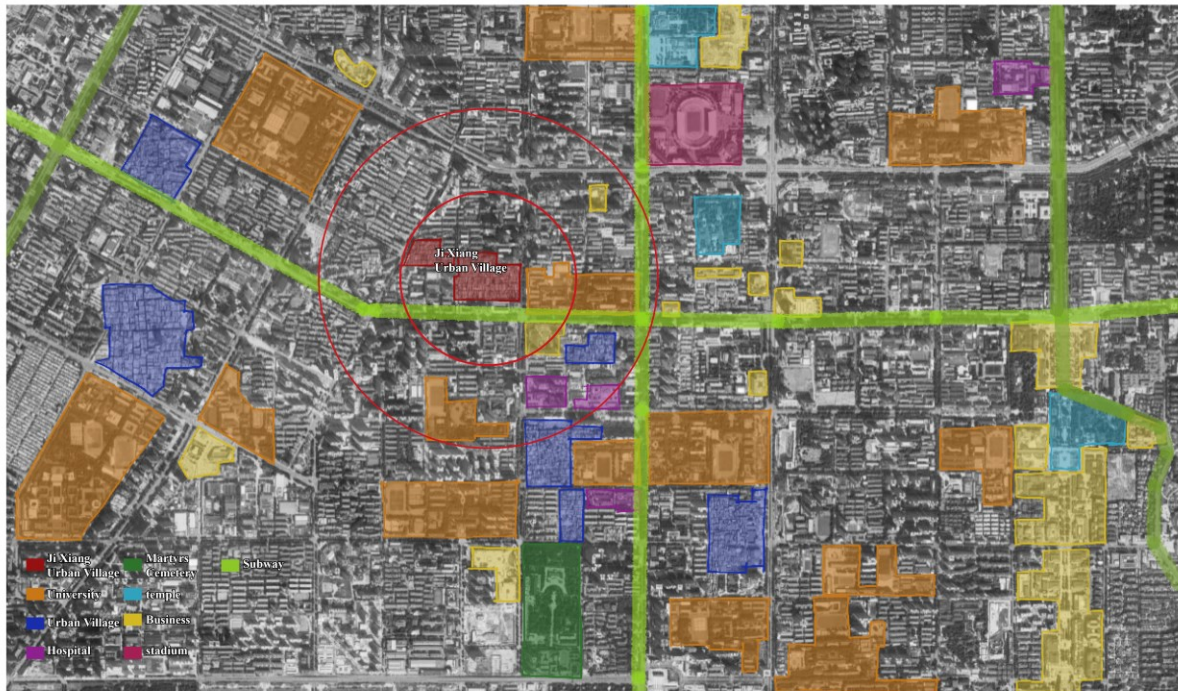 Ji Xiang
Urban Village
Ji Xiang
Urban Village
University
Urban Village
Hospital
Martyrs
Cemetery
temple
Business
stadium
Subway